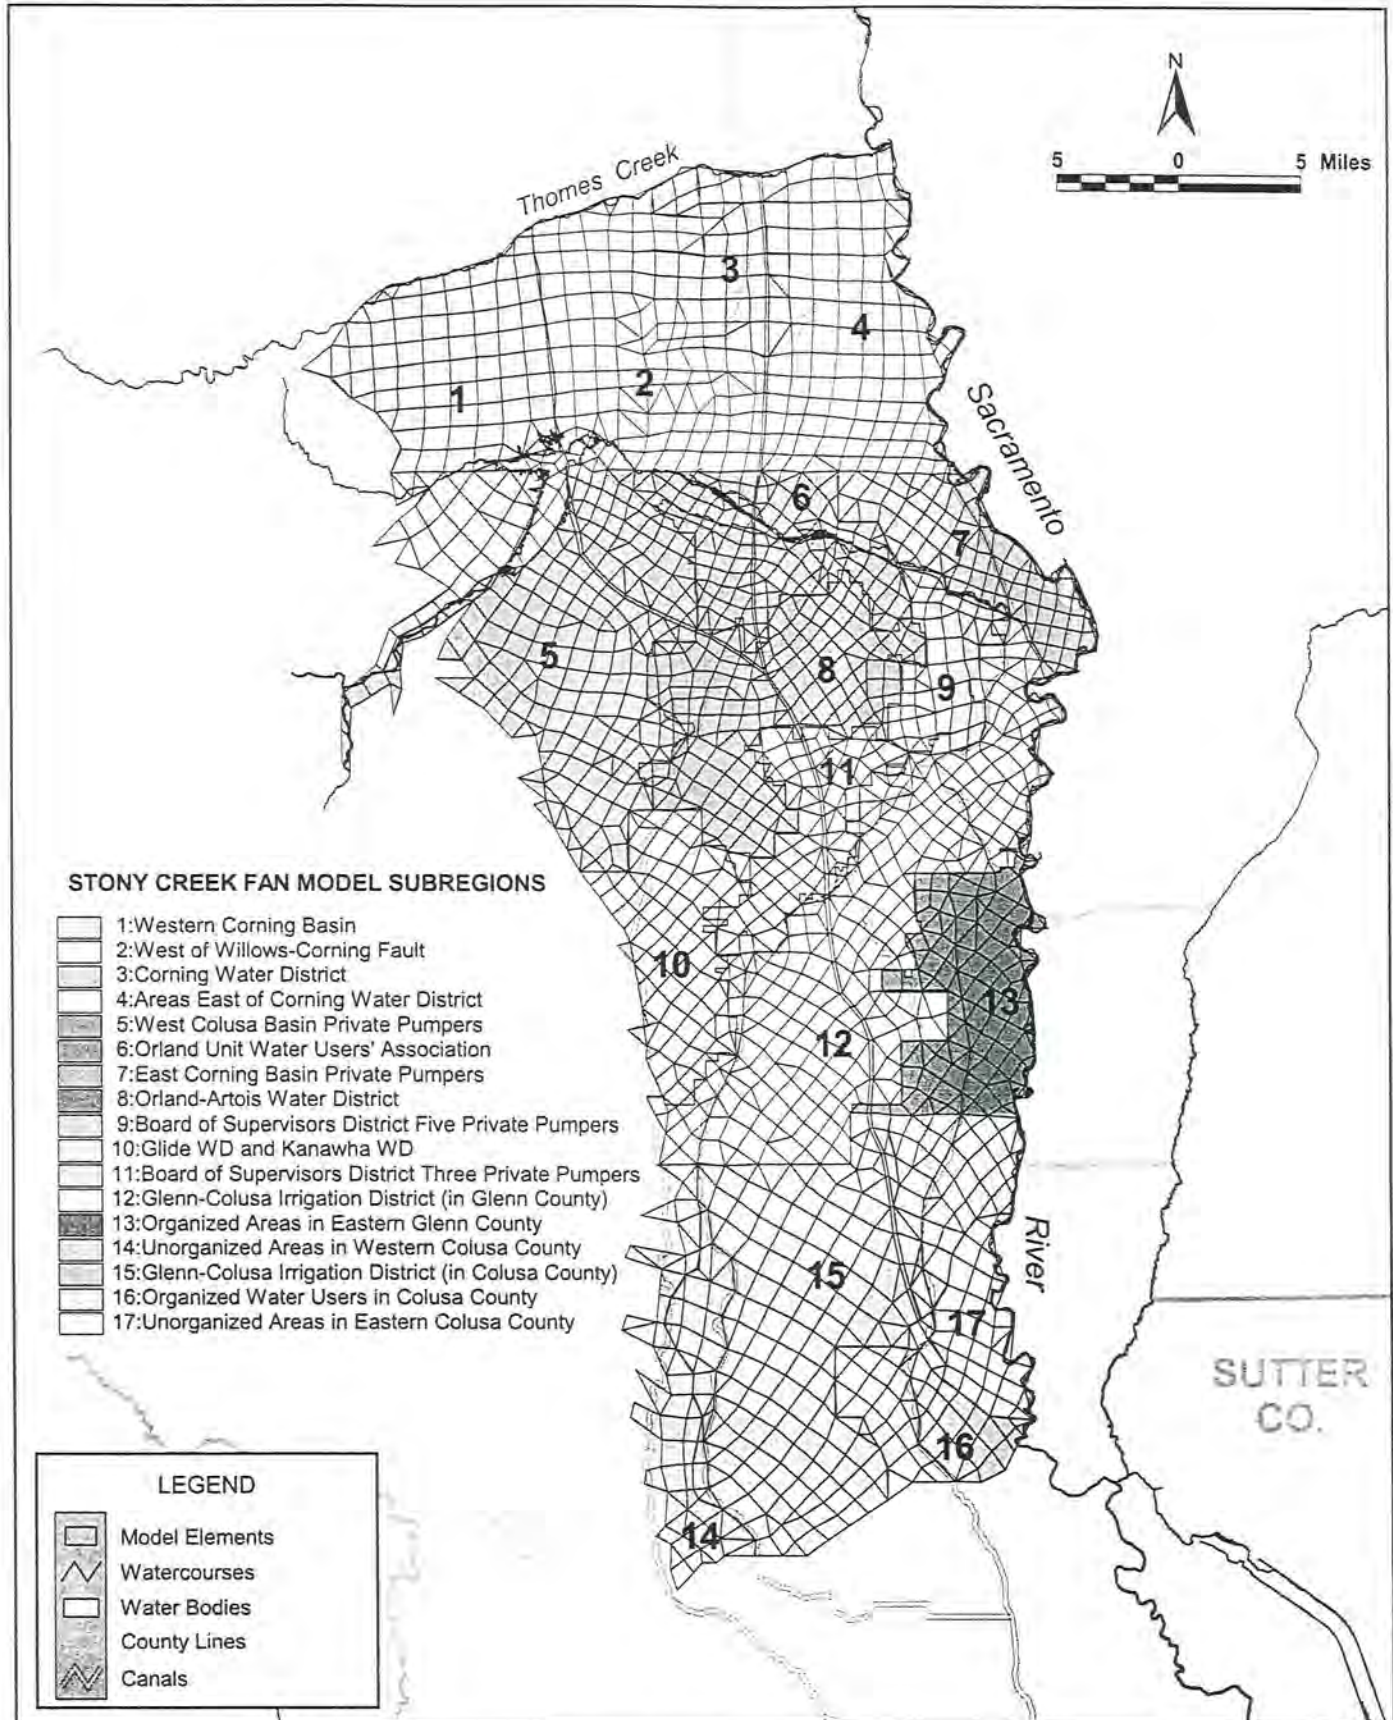 N
5 0 5 Miles
Thomes Creek
3
4
1
2
Sacramento
6
7
5
8
9
11
10
13
12
River
15
17
16
14
SUTTER
CO.
STONY CREEK FAN MODEL SUBREGIONS
1:Western Corning Basin
2:West of Willows-Corning Fault
3:Corning Water District
4:Areas East of Corning Water District
5:West Colusa Basin Private Pumpers
6:Orland Unit Water Users' Association
7:East Corning Basin Private Pumpers
8:Orland-Artois Water District
9:Board of Supervisors District Five Private Pumpers
10:Glide WD and Kanawha WD
11:Board of Supervisors District Three Private Pumpers
12:Glenn-Colusa Irrigation District (in Glenn County)
13:Organized Areas in Eastern Glenn County
14:Unorganized Areas in Western Colusa County
15:Glenn-Colusa Irrigation District (in Colusa County)
16:Organized Water Users in Colusa County
17:Unorganized Areas in Eastern Colusa County
LEGEND
Model Elements
Watercourses
Water Bodies
County Lines
Canals